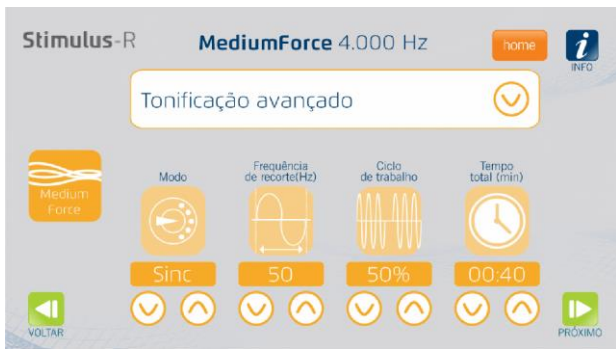 Stimulus-R
MediumForce 4.000 Hz
home
INFO
Tonificação avançado
Medium
Force
Modo
Frequência
de recorte(Hz)
Ciclo
de trabalho
Tempo
total (min)
Sinc
50
50%
00:40
VOLTAR
PRÓXIMO